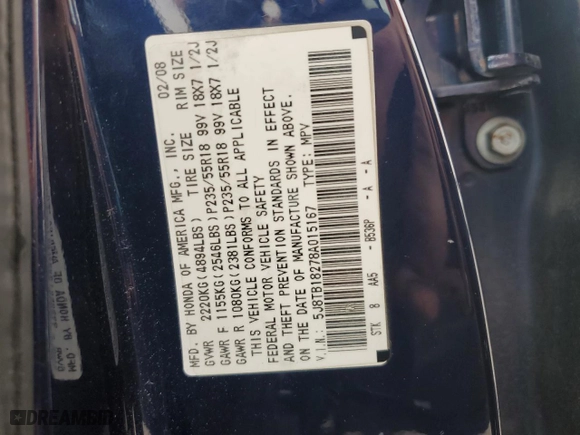 MFD. BY HONDA OF AMERICA MFG., INC. 02/08
TIRE SIZE RIM SIZE
GVWR 2220KG(4894LBS)
GAWR F 1155KG(2546LBS)P235/55R18 99V 18X7 1/2J
GAWR R 1080KG(2381LBS)P235/55R18 99V 18X7 1/2J
THIS VEHICLE CONFORMS TO ALL APPLICABLE
FEDERAL MOTOR VEHICLE SAFETY
AND THEFT PREVENTION STANDARDS IN EFFECT
ON THE DATE OF MANUFACTURE SHOWN ABOVE.
V.I.N.: 5J8TB18278A015167 TYPE: MPV
STK 8 AA5 - B536P - A - A
DREAMBID